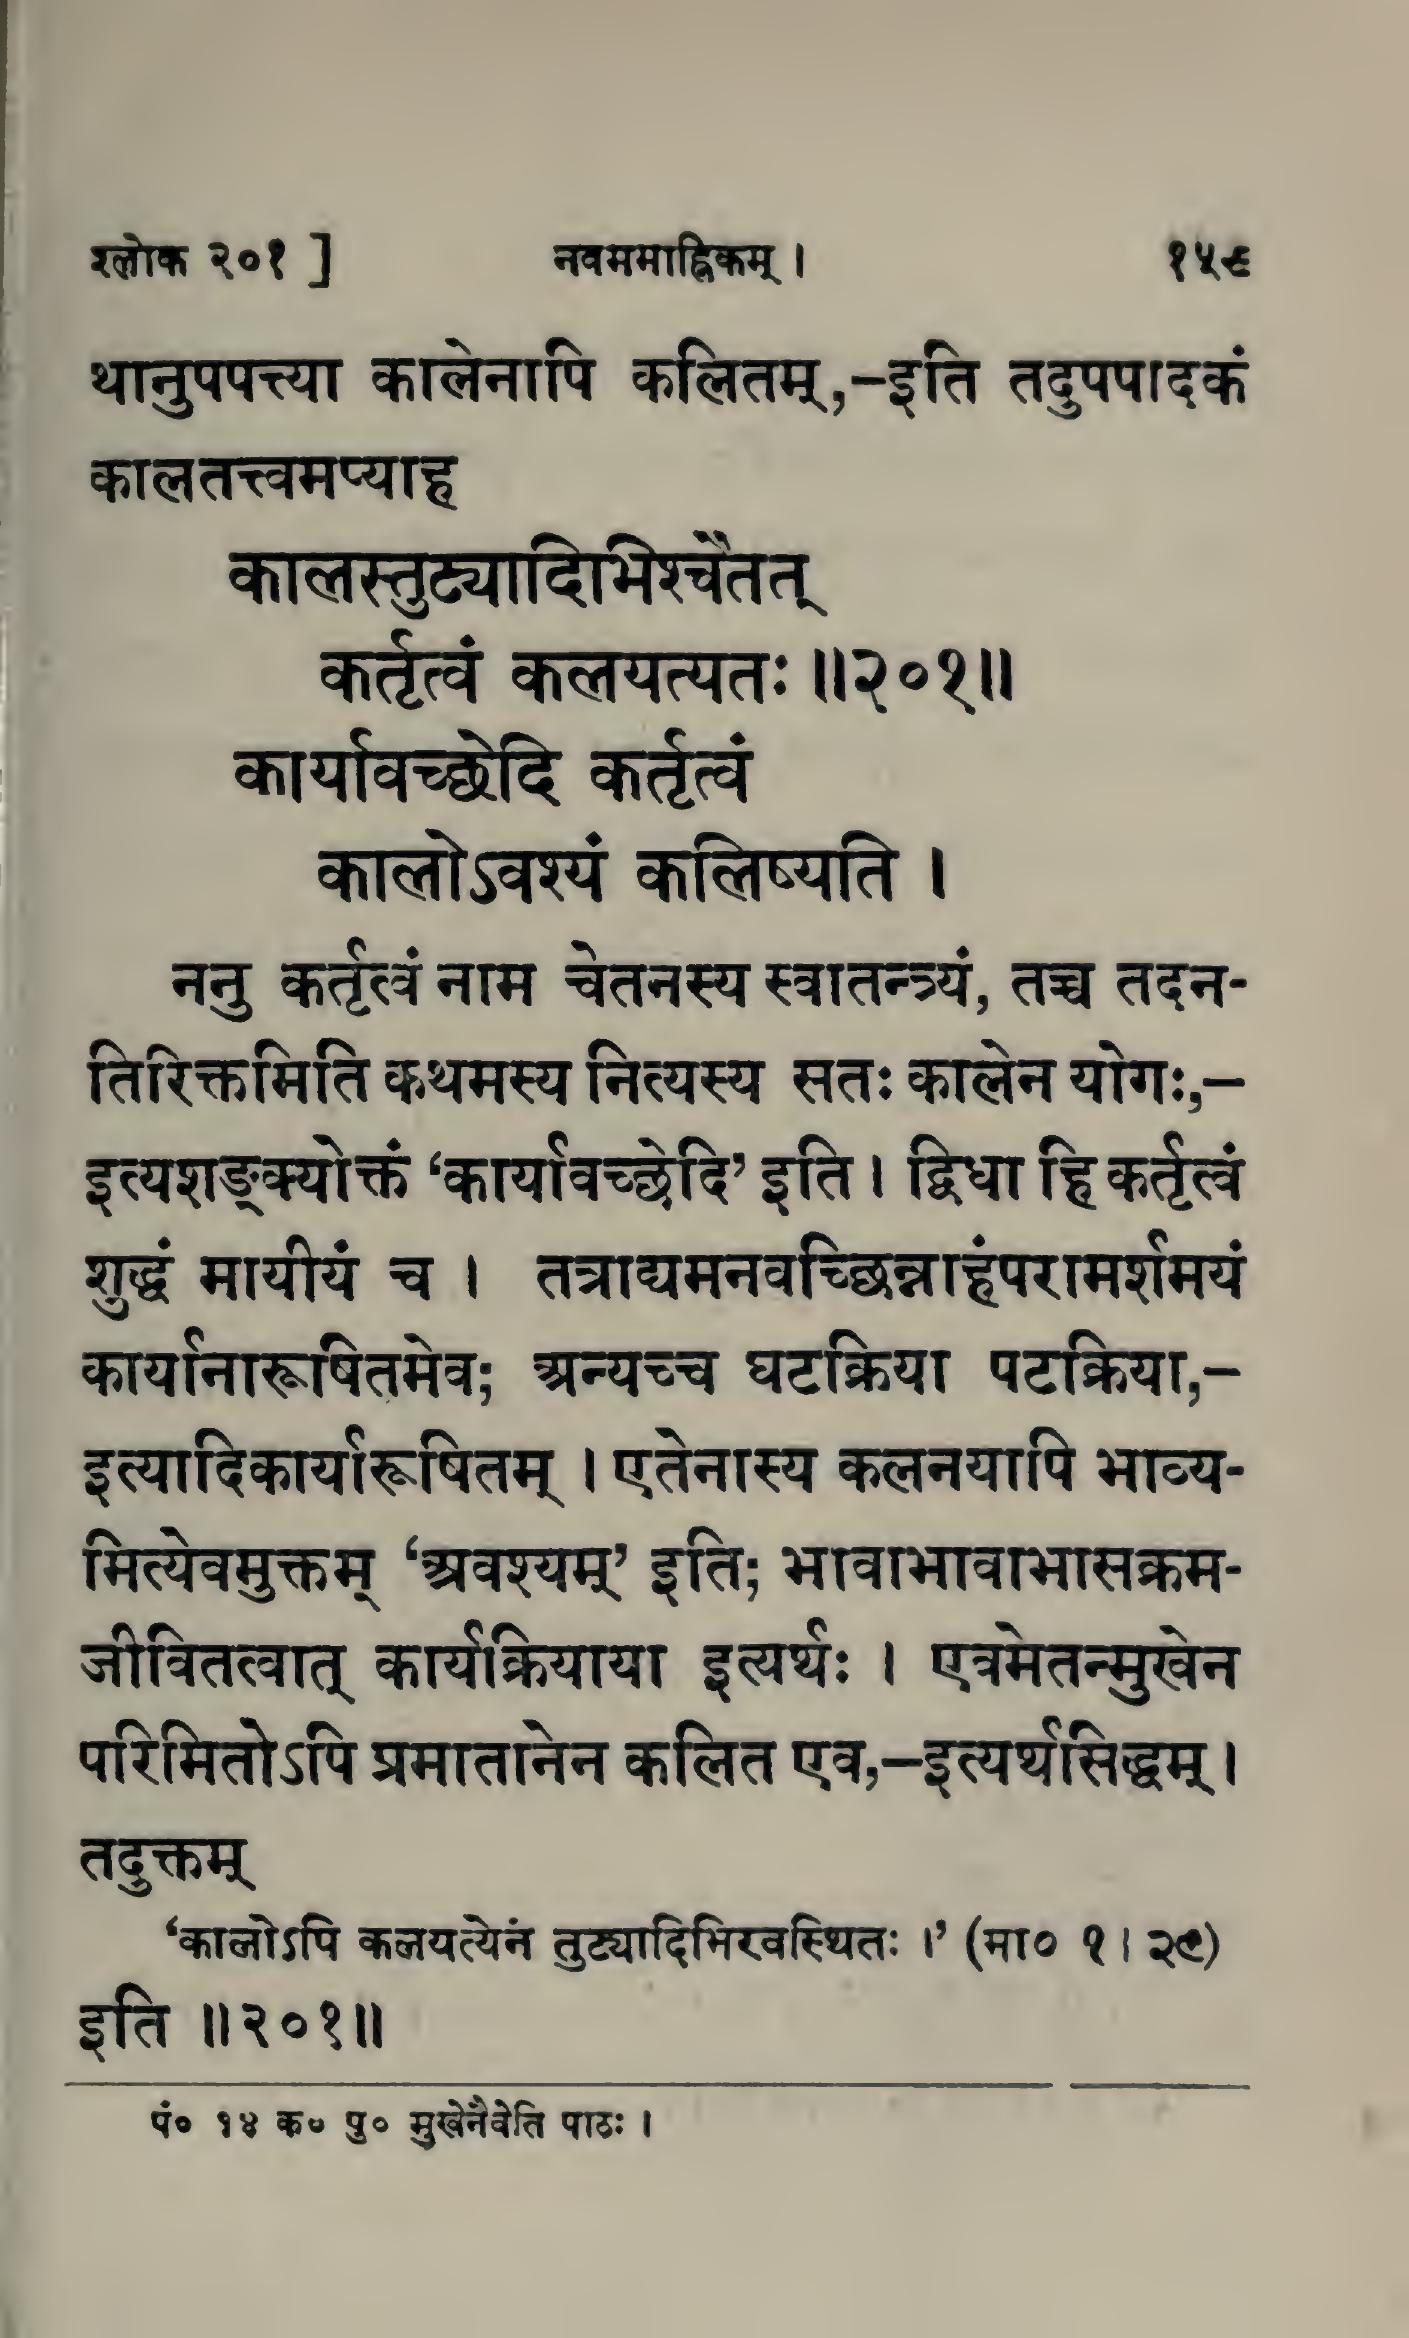 श्लोक २०१ ] नवममाह्निकम् । १५९
थानुपपत्त्या कालेनापि कलितम्,–इति तदुपपादकं
कालतत्त्वमप्याह
कालस्तुट्यादिभिश्चैतत्
कर्तृत्वं कलयत्यतः ॥२०१॥
कार्यावच्छेदि कर्तृत्वं
कालोऽवश्यं कलिष्यति ।
ननु कर्तृत्वं नाम चेतनस्य स्वातन्त्र्यं, तच्च तदन-
तिरिक्तमिति कथमस्य नित्यस्य सतः कालेन योगः,–
इत्यशङ्क्योक्तं ‘कार्यावच्छेदि’ इति । द्विधा हि कर्तृत्वं
शुद्धं मायीयं च । तत्राद्यमनवच्छिन्नाहंपरामर्शमयं
कार्यानारूषितमेव; अन्यच्च घटक्रिया पटक्रिया,–
इत्यादिकार्यारूषितम् । एतेनास्य कलनयापि भाव्य-
मित्येवमुक्तम् ‘अवश्यम्’ इति; भावाभावाभासक्रम-
जीवितत्वात् कार्यक्रियाया इत्यर्थः । एवमेतन्मुखेन
परिमितोऽपि प्रमातानेन कलित एव,–इत्यर्थसिद्धम् ।
तदुक्तम्
‘कालोऽपि कलयत्येनं तुट्यादिभिरवस्थितः ।’ (मा० १ । २९)
इति ॥२०१॥
पं० १४ क० पु० मुखेनैवेति पाठः ।